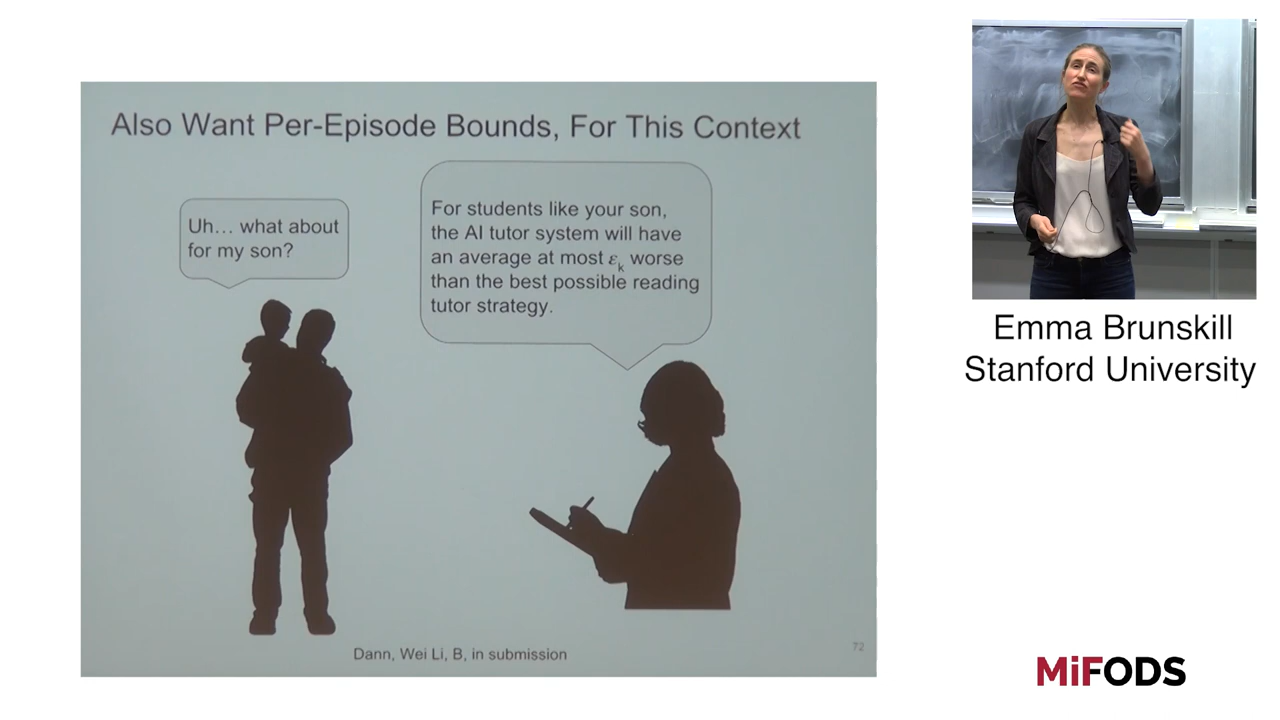 Also Want Per-Episode Bounds, For This Context
Uh... what about
for my son?
For students like your son,
the AI tutor system will have
an average at most εk worse
than the best possible reading
tutor strategy.
Dann, Wei Li, B, in submission
72
Emma Brunskill
Stanford University
MiFODS